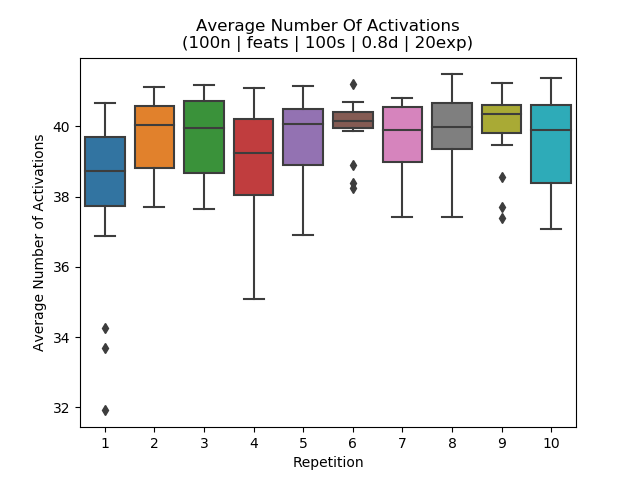 Average Number Of Activations
(100n | feats | 100s | 0.8d | 20exp)
Average Number of Activations
40
38
36
34
32
1 2 3 4 5 6 7 8 9 10
Repetition